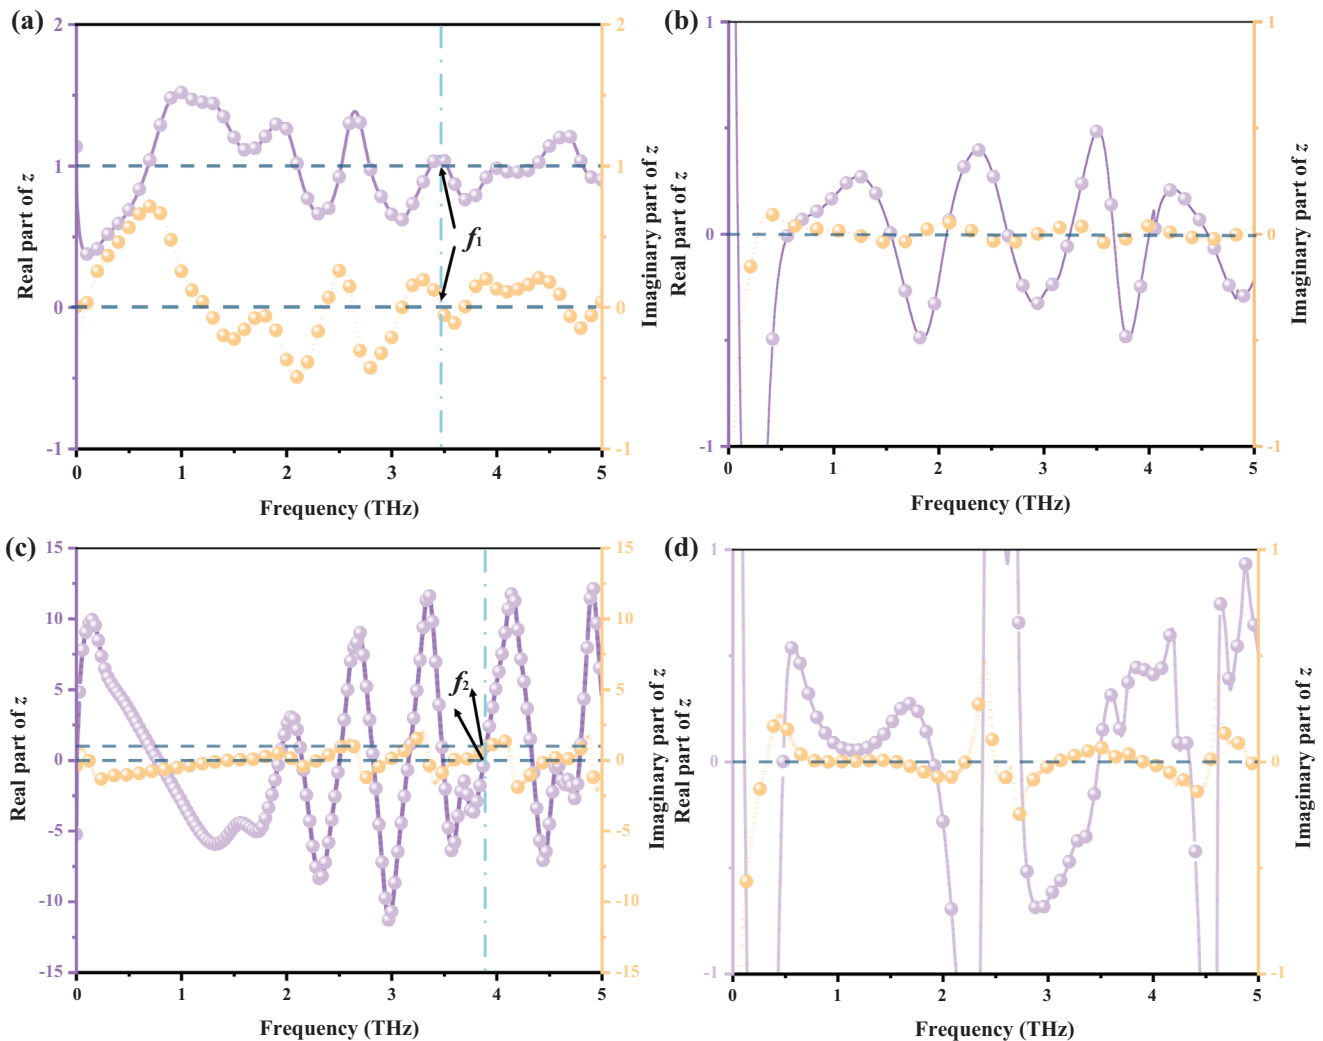 (a)
2
1
0
-1
Real part of z
0 1 2 3 4 5
Frequency (THz)
2
1
0
-1
Imaginary part of z
f1
(b)
1
0
-1
Real part of z
0 1 2 3 4 5
Frequency (THz)
1
0
-1
Imaginary part of z
(c)
15
10
5
0
-5
-10
-15
Real part of z
0 1 2 3 4 5
Frequency (THz)
15
10
5
0
-5
-10
-15
Imaginary part of z
f2
(d)
1
0
-1
Real part of z
0 1 2 3 4 5
Frequency (THz)
1
0
-1
Imaginary part of z